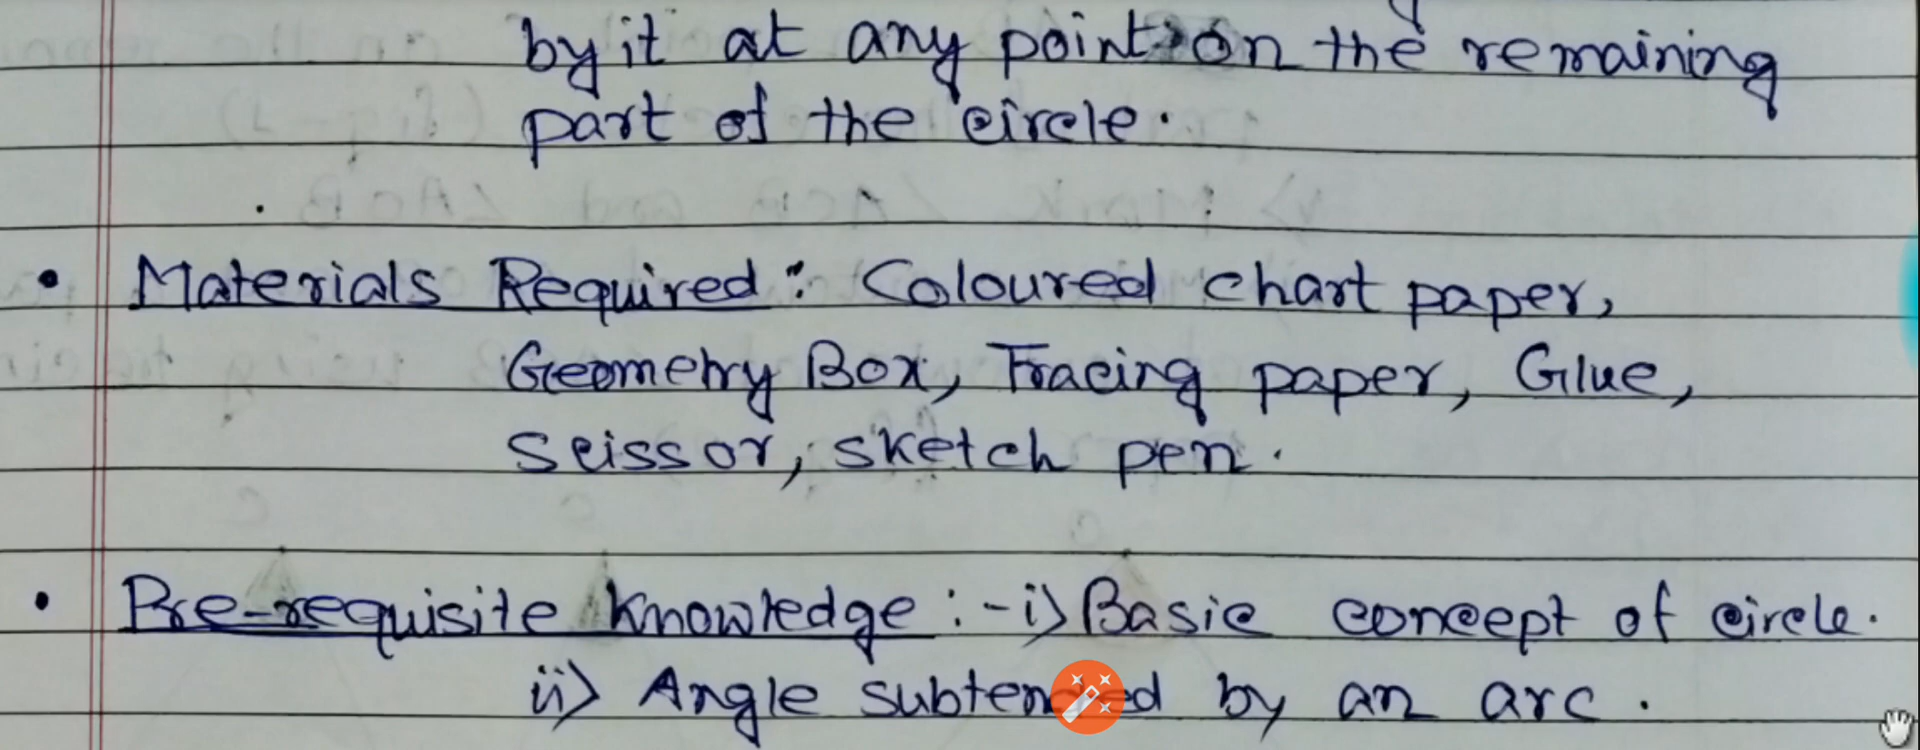 by it at any point on the remaining
part of the circle.
• Materials Required: Coloured chart paper,
Geometry Box, Tracing paper, Glue,
Scissor, sketch pen.
• Pre-requisite knowledge :- i) Basic concept of circle.
ii) Angle subtended by an arc.